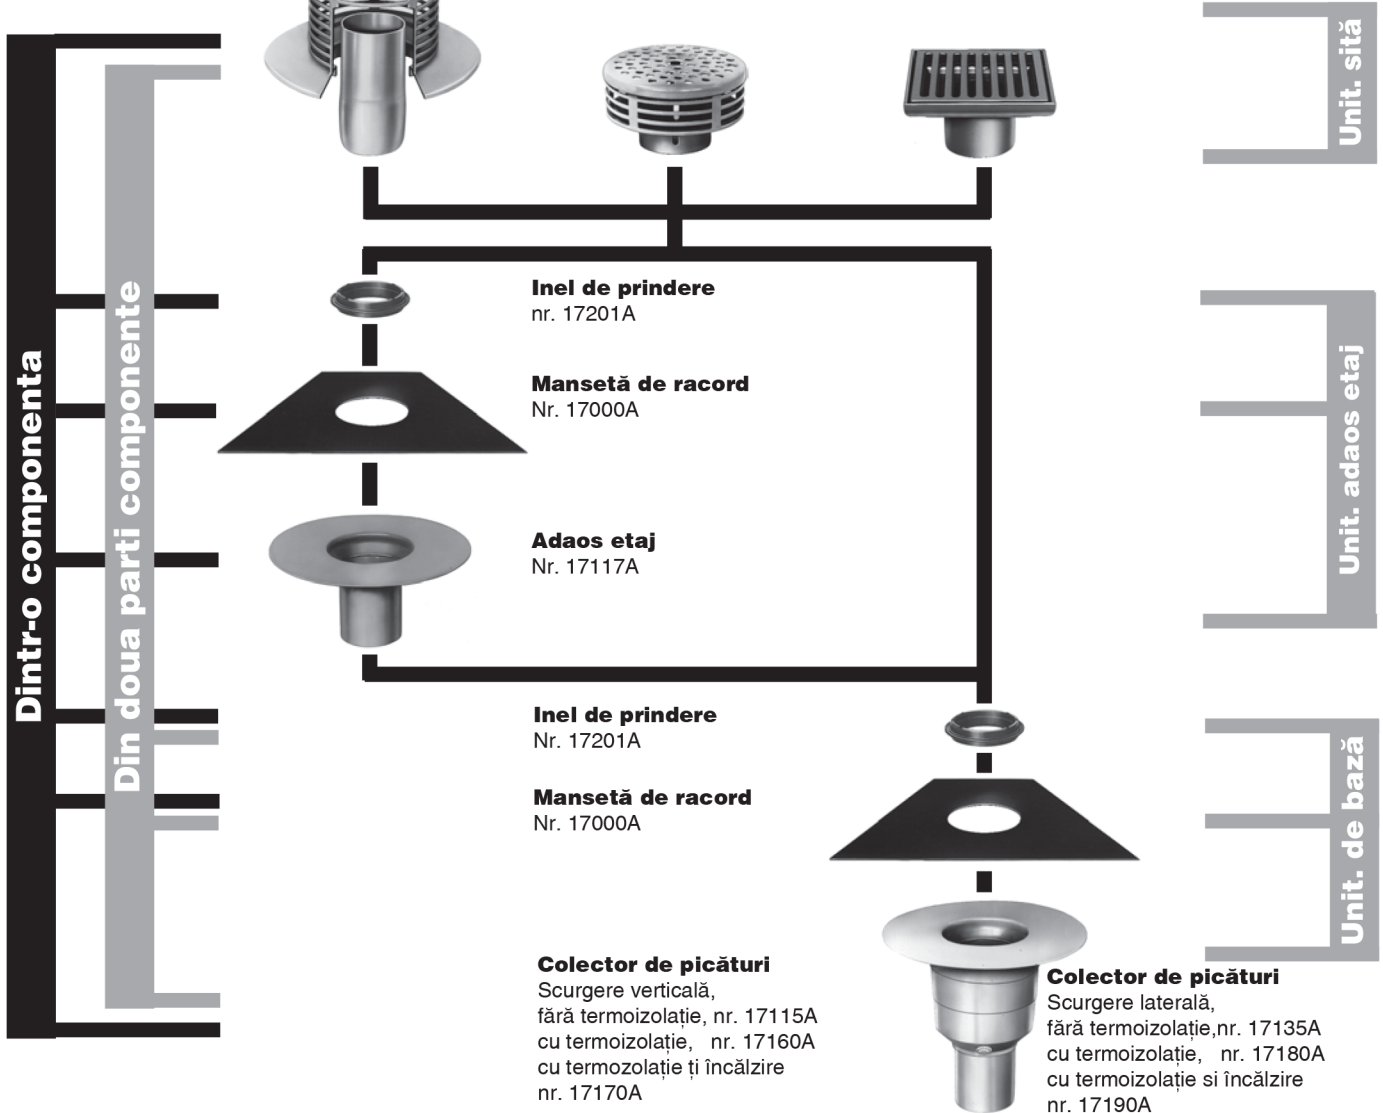 Unit. sită
Dintr-o componenta
Din doua parti componente
Inel de prindere
nr. 17201A
Mansetă de racord
Nr. 17000A
Unit. adaos etaj
Adaos etaj
Nr. 17117A
Inel de prindere
Nr. 17201A
Mansetă de racord
Nr. 17000A
Unit. de bază
Colector de picături
Scurgere verticală,
fără termoizolație, nr. 17115A
cu termoizolație, nr. 17160A
cu termozolație ți încălzire
nr. 17170A
Colector de picături
Scurgere laterală,
fără termoizolație,nr. 17135A
cu termoizolație, nr. 17180A
cu termoizolație si încălzire
nr. 17190A